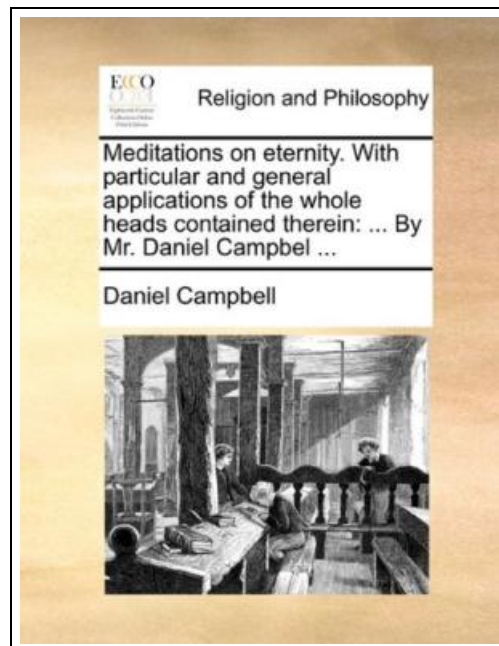 ECCO
Religion and Philosophy
Meditations on eternity. With
particular and general
applications of the whole
heads contained therein: ... By
Mr. Daniel Campbel ...
Daniel Campbell